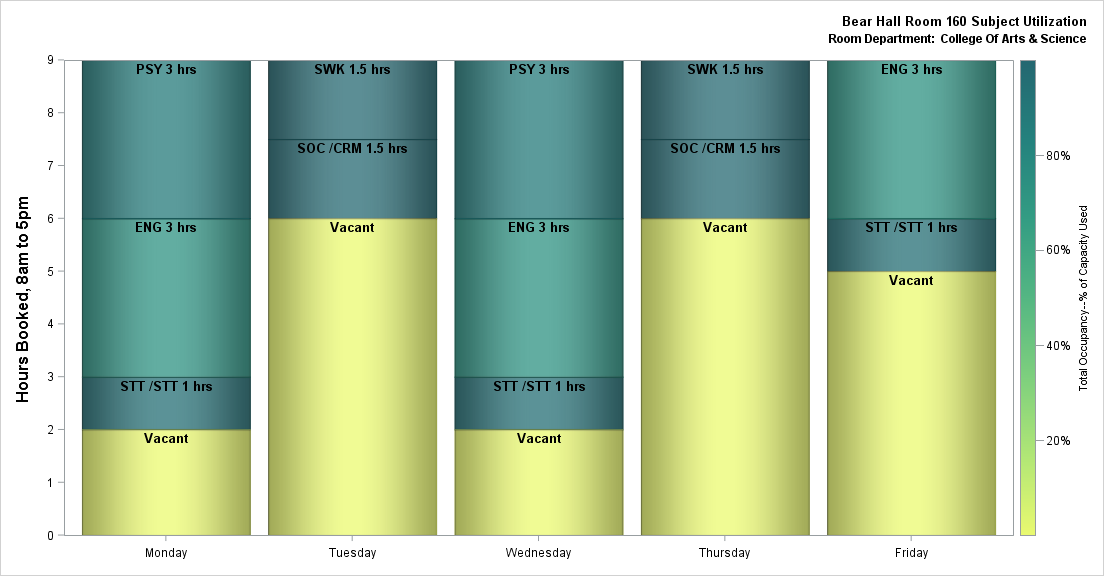 Bear Hall Room 160 Subject Utilization
Room Department:  College Of Arts & Science
Hours Booked, 8am to 5pm
9
8
7
6
5
4
3
2
1
0
PSY 3 hrs
ENG 3 hrs
STT /STT 1 hrs
Vacant
SWK 1.5 hrs
SOC /CRM 1.5 hrs
Vacant
PSY 3 hrs
ENG 3 hrs
STT /STT 1 hrs
Vacant
SWK 1.5 hrs
SOC /CRM 1.5 hrs
Vacant
ENG 3 hrs
STT /STT 1 hrs
Vacant
Monday
Tuesday
Wednesday
Thursday
Friday
80%
60%
40%
20%
Total Occupancy--% of Capacity Used